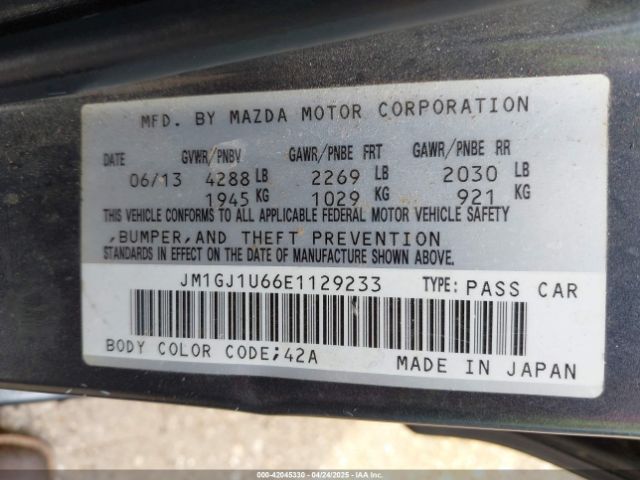 MFD. BY MAZDA MOTOR CORPORATION
DATE GVWR/PNBV GAWR/PNBE FRT GAWR/PNBE RR
06/13 4288 LB 2269 LB 2030 LB
1945 KG 1029 KG 921 KG
THIS VEHICLE CONFORMS TO ALL APPLICABLE FEDERAL MOTOR VEHICLE SAFETY
,BUMPER,AND THEFT PREVENTION
STANDARDS IN EFFECT ON THE DATE OF MANUFACTURE SHOWN ABOVE.
JM1GJ1U66E1129233 TYPE: PASS CAR
BODY COLOR CODE;42A MADE IN JAPAN
000-42045330 - 04/24/2025 - IAAI.COM